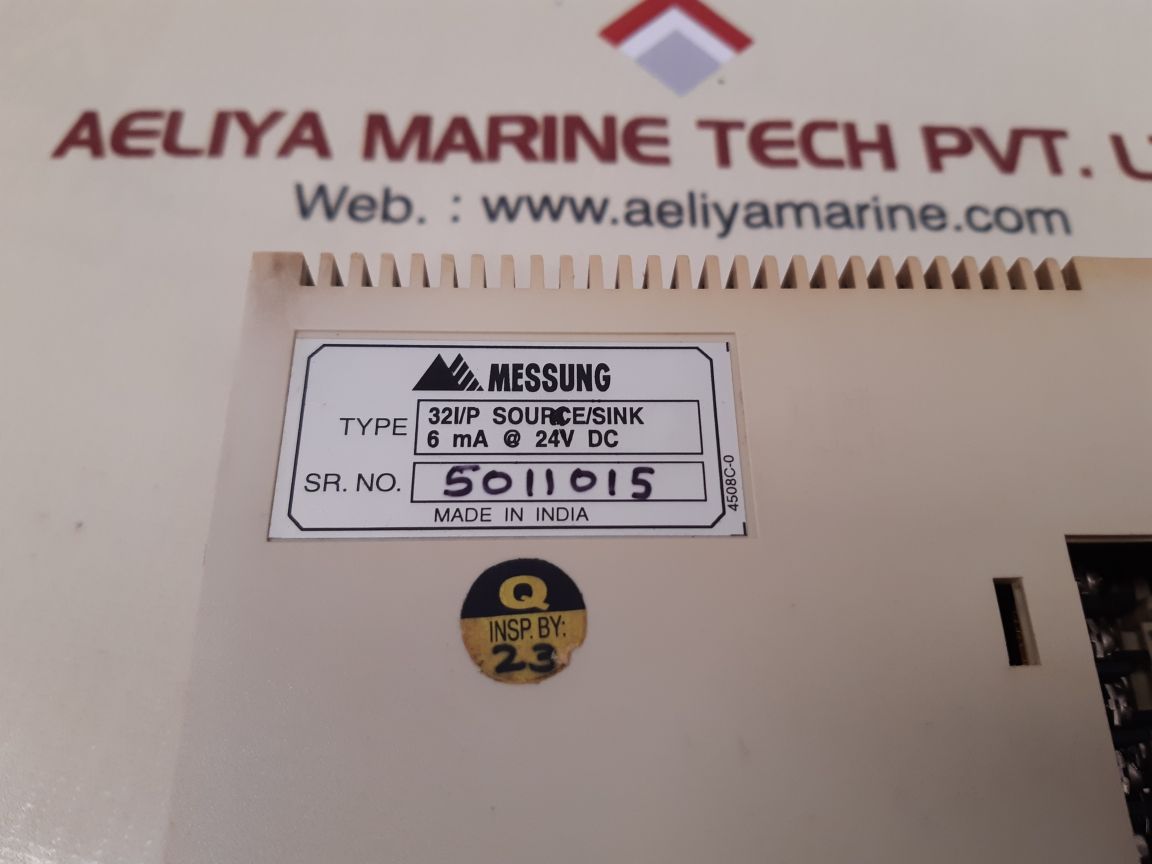 AELIYA MARINE TECH PVT.
Web. : www.aeliyamarine.com
MESSUNG
TYPE 32I/P SOURCE/SINK
6 mA @ 24V DC
SR. NO. 5011015
MADE IN INDIA
4508C-0
Q
INSP. BY:
23